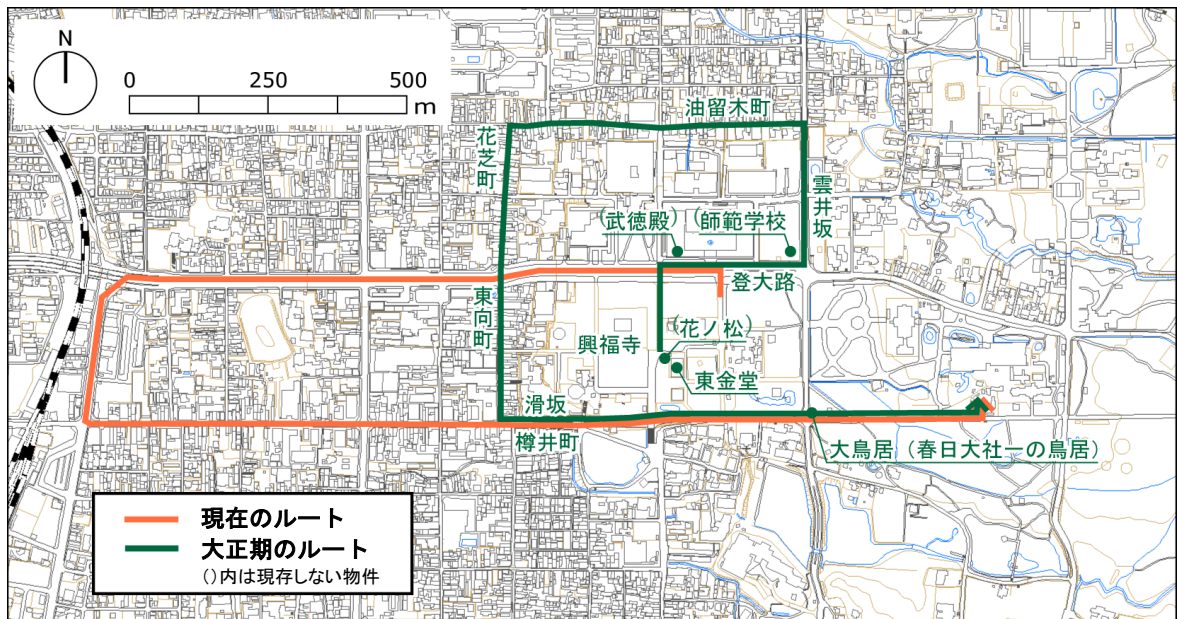 N
0 250 500
m
油留木町
花芝町
雲井坂
(武徳殿) (師範学校
登大路
東向町
(花ノ松)
興福寺
東金堂
滑坂
樽井町
大鳥居(春日大社一の鳥居)
現在のルート
大正期のルート
()内は現存しない物件